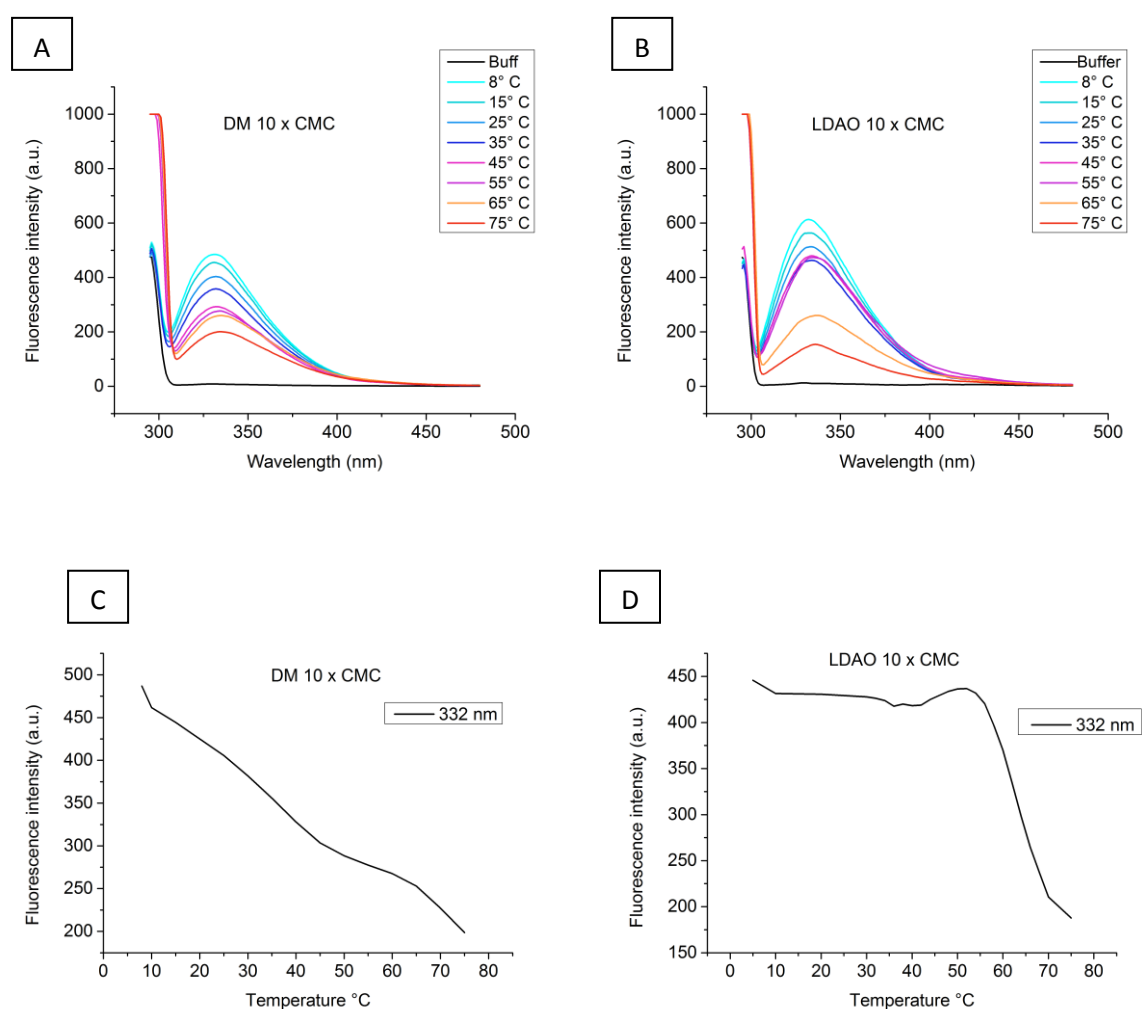 A
Buff
8° C
15° C
25° C
35° C
45° C
55° C
65° C
75° C
DM 10 x CMC
1000
800
600
400
200
0
Fluorescence intensity (a.u.)
300 350 400 450 500
Wavelength (nm)
B
Buffer
8° C
15° C
25° C
35° C
45° C
55° C
65° C
75° C
LDAO 10 x CMC
1000
800
600
400
200
0
Fluorescence intensity (a.u.)
300 350 400 450 500
Wavelength (nm)
C
DM 10 x CMC
332 nm
500
450
400
350
300
250
200
Fluorescence intensity (a.u.)
0 10 20 30 40 50 60 70 80
Temperature °C
D
LDAO 10 x CMC
332 nm
450
400
350
300
250
200
150
Fluorescence intensity (a.u.)
0 10 20 30 40 50 60 70 80
Temperature °C